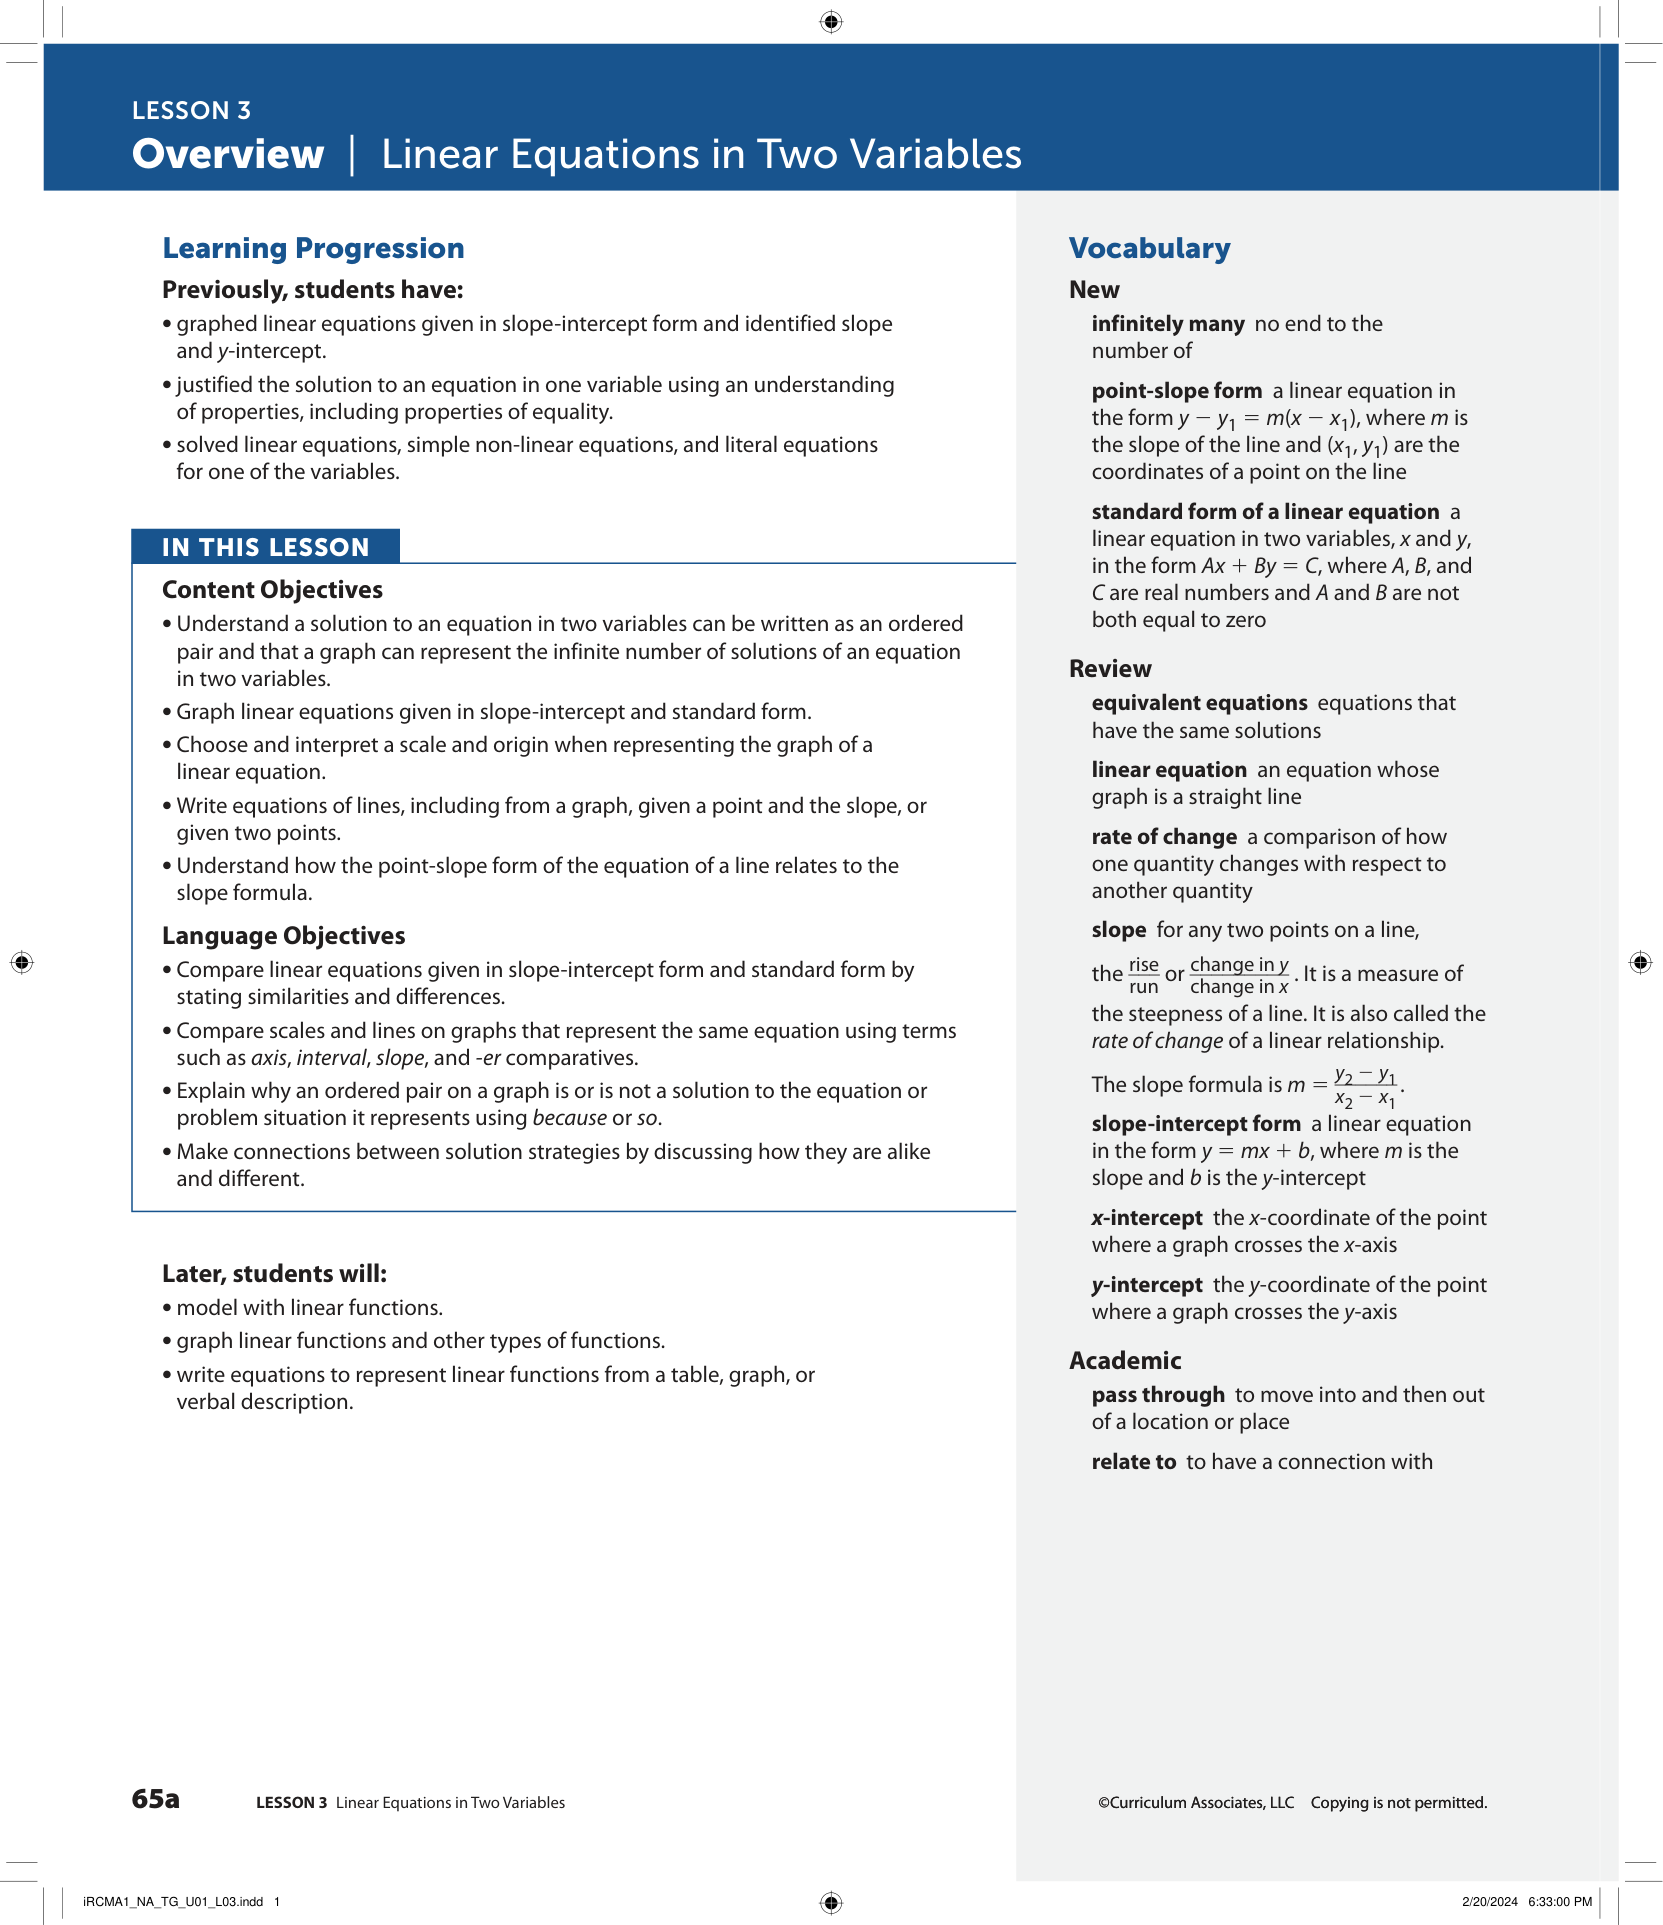 LESSON 3
Overview | Linear Equations in Two Variables
Learning Progression
Previously, students have:
• graphed linear equations given in slope-intercept form and identified slope
and y-intercept.
• justified the solution to an equation in one variable using an understanding
of properties, including properties of equality.
• solved linear equations, simple non-linear equations, and literal equations
for one of the variables.
IN THIS LESSON
Content Objectives
• Understand a solution to an equation in two variables can be written as an ordered
pair and that a graph can represent the infinite number of solutions of an equation
in two variables.
• Graph linear equations given in slope-intercept and standard form.
• Choose and interpret a scale and origin when representing the graph of a
linear equation.
• Write equations of lines, including from a graph, given a point and the slope, or
given two points.
• Understand how the point-slope form of the equation of a line relates to the
slope formula.
Language Objectives
• Compare linear equations given in slope-intercept form and standard form by
stating similarities and differences.
• Compare scales and lines on graphs that represent the same equation using terms
such as axis, interval, slope, and -er comparatives.
• Explain why an ordered pair on a graph is or is not a solution to the equation or
problem situation it represents using because or so.
• Make connections between solution strategies by discussing how they are alike
and different.
Later, students will:
• model with linear functions.
• graph linear functions and other types of functions.
• write equations to represent linear functions from a table, graph, or
verbal description.
Vocabulary
New
infinitely many no end to the
number of
point-slope form a linear equation in
the form y − y₁ = m(x − x₁), where m is
the slope of the line and (x₁, y₁) are the
coordinates of a point on the line
standard form of a linear equation a
linear equation in two variables, x and y,
in the form Ax + By = C, where A, B, and
C are real numbers and A and B are not
both equal to zero
Review
equivalent equations equations that
have the same solutions
linear equation an equation whose
graph is a straight line
rate of change a comparison of how
one quantity changes with respect to
another quantity
slope for any two points on a line,
the rise/run or change in y/change in x. It is a measure of
the steepness of a line. It is also called the
rate of change of a linear relationship.
The slope formula is m = (y₂ − y₁)/(x₂ − x₁).
slope-intercept form a linear equation
in the form y = mx + b, where m is the
slope and b is the y-intercept
x-intercept the x-coordinate of the point
where a graph crosses the x-axis
y-intercept the y-coordinate of the point
where a graph crosses the y-axis
Academic
pass through to move into and then out
of a location or place
relate to to have a connection with
65a LESSON 3 Linear Equations in Two Variables
©Curriculum Associates, LLC Copying is not permitted.
iRCMA1_NA_TG_U01_L03.indd 1
2/20/2024 6:33:00 PM